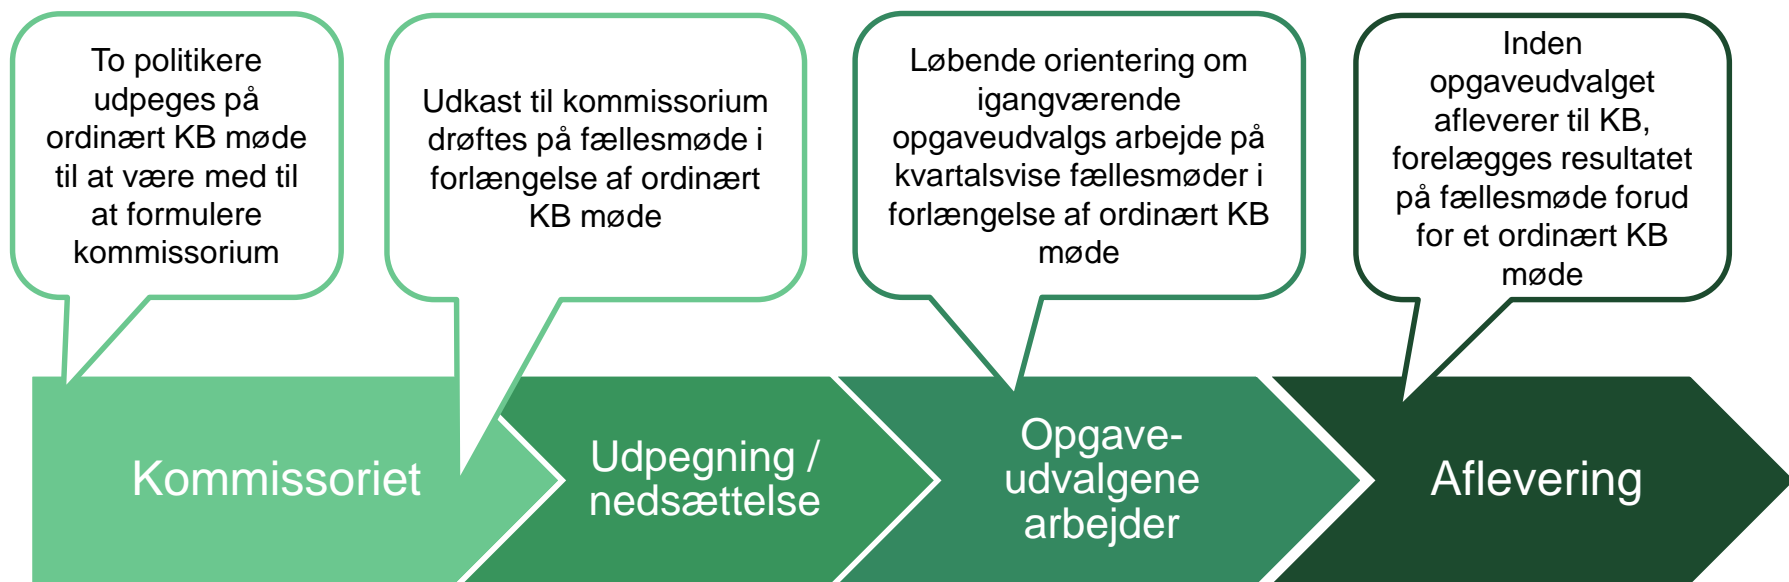 To politikere
udpeges på
ordinært KB møde
til at være med til
at formulere
kommissorium
Udkast til kommissorium
drøftes på fællesmøde i
forlængelse af ordinært
KB møde
Løbende orientering om
igangværende
opgaveudvalgs arbejde på
kvartalsvise fællesmøder i
forlængelse af ordinært KB
møde
Inden
opgaveudvalget
afleverer til KB,
forelægges resultatet
på fællesmøde forud
for et ordinært KB
møde
Kommissoriet
Udpegning /
nedsættelse
Opgave-
udvalgene
arbejder
Aflevering